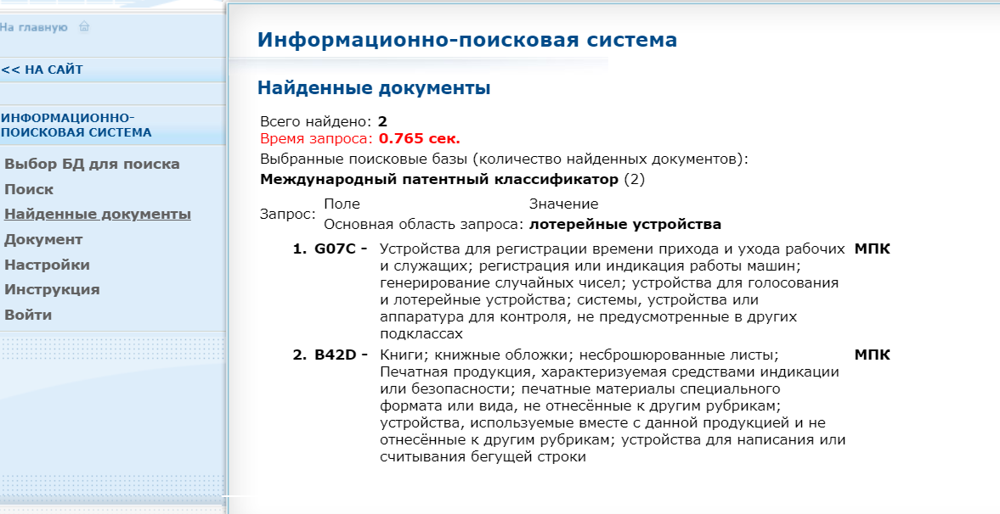 На главную
<< НА САЙТ
ИНФОРМАЦИОННО-
ПОИСКОВАЯ СИСТЕМА
Выбор БД для поиска
Поиск
Найденные документы
Документ
Настройки
Инструкция
Войти
Информационно-поисковая система
Найденные документы
Всего найдено: 2
Время запроса: 0.765 сек.
Выбранные поисковые базы (количество найденных документов):
Международный патентный классификатор (2)
Запрос: Поле Значение
Основная область запроса: лотерейные устройства
1. G07C - Устройства для регистрации времени прихода и ухода рабочих МПК
и служащих; регистрация или индикация работы машин;
генерирование случайных чисел; устройства для голосования
и лотерейные устройства; системы, устройства или
аппаратура для контроля, не предусмотренные в других
подклассах
2. B42D - Книги; книжные обложки; несброшюрованные листы; МПК
Печатная продукция, характеризуемая средствами индикации
или безопасности; печатные материалы специального
формата или вида, не отнесённые к другим рубрикам;
устройства, используемые вместе с данной продукцией и не
отнесённые к другим рубрикам; устройства для написания или
считывания бегущей строки